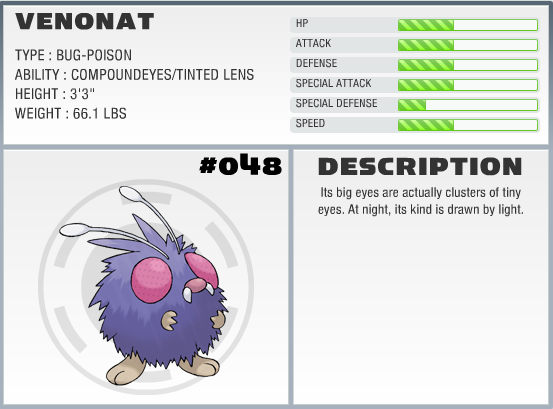 VENONAT
TYPE : BUG-POISON
ABILITY : COMPOUNDEYES/TINTED LENS
HEIGHT : 3'3"
WEIGHT : 66.1 LBS
HP
ATTACK
DEFENSE
SPECIAL ATTACK
SPECIAL DEFENSE
SPEED
#048
DESCRIPTION
Its big eyes are actually clusters of tiny
eyes. At night, its kind is drawn by light.